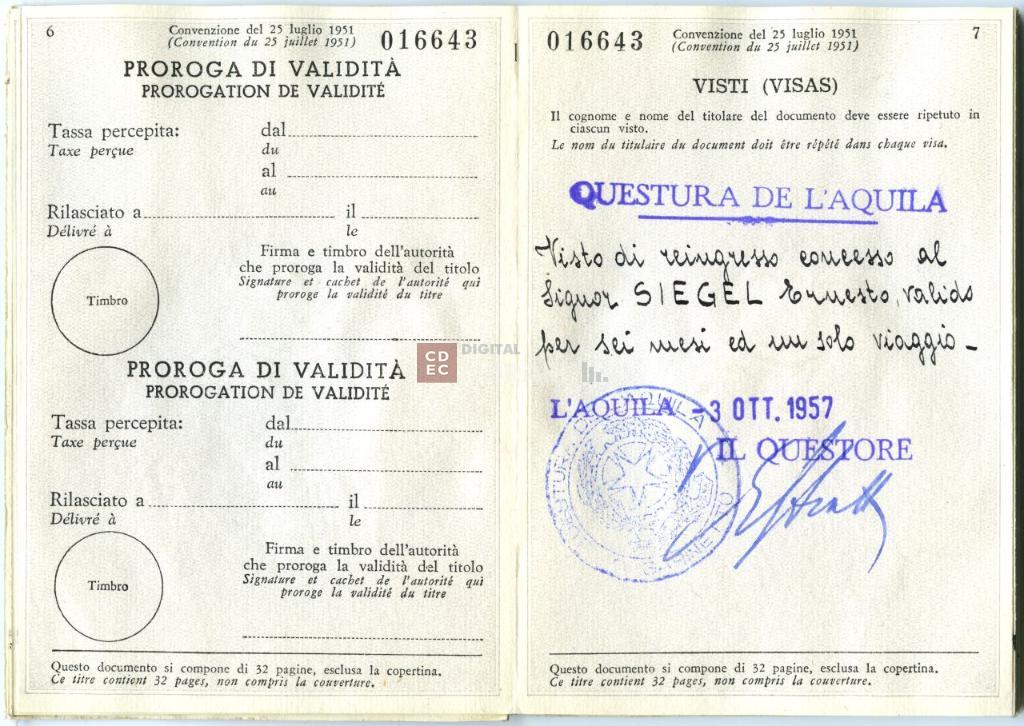 6
Convenzione del 25 luglio 1951
(Convention du 25 juillet 1951)
016643
PROROGA DI VALIDITÀ
PROROGATION DE VALIDITÉ
Tassa percepita: dal
Taxe perçue du
al
au
Rilasciato a il
Délivré à le
Firma e timbro dell'autorità
che proroga la validità del titolo
Signature et cachet de l'autorité qui
proroge la validité du titre
Timbro
PROROGA DI VALIDITÀ
PROROGATION DE VALIDITÉ
Tassa percepita: dal
Taxe perçue du
al
au
Rilasciato a il
Délivré à le
Firma e timbro dell'autorità
che proroga la validità del titolo
Signature et cachet de l'autorité qui
proroge la validité du titre
Timbro
Questo documento si compone di 32 pagine, esclusa la copertina.
Ce titre contient 32 pages, non compris la couverture.
CD
EC
DIGITAL
016643
Convenzione del 25 luglio 1951
(Convention du 25 juillet 1951)
7
VISTI (VISAS)
Il cognome e nome del titolare del documento deve essere ripetuto in
ciascun visto.
Le nom du titulaire du document doit être répété dans chaque visa.
QUESTURA DE L'AQUILA
Visto di reingresso concesso al
Signor SIEGEL Ernesto, valido
per sei mesi ed un solo viaggio -
L'AQUILA -3 OTT. 1957
IL QUESTORE
QUESTURA DI L'AQUILA
GABINETTO
Questo documento si compone di 32 pagine, esclusa la copertina.
Ce titre contient 32 pages, non compris la couverture.